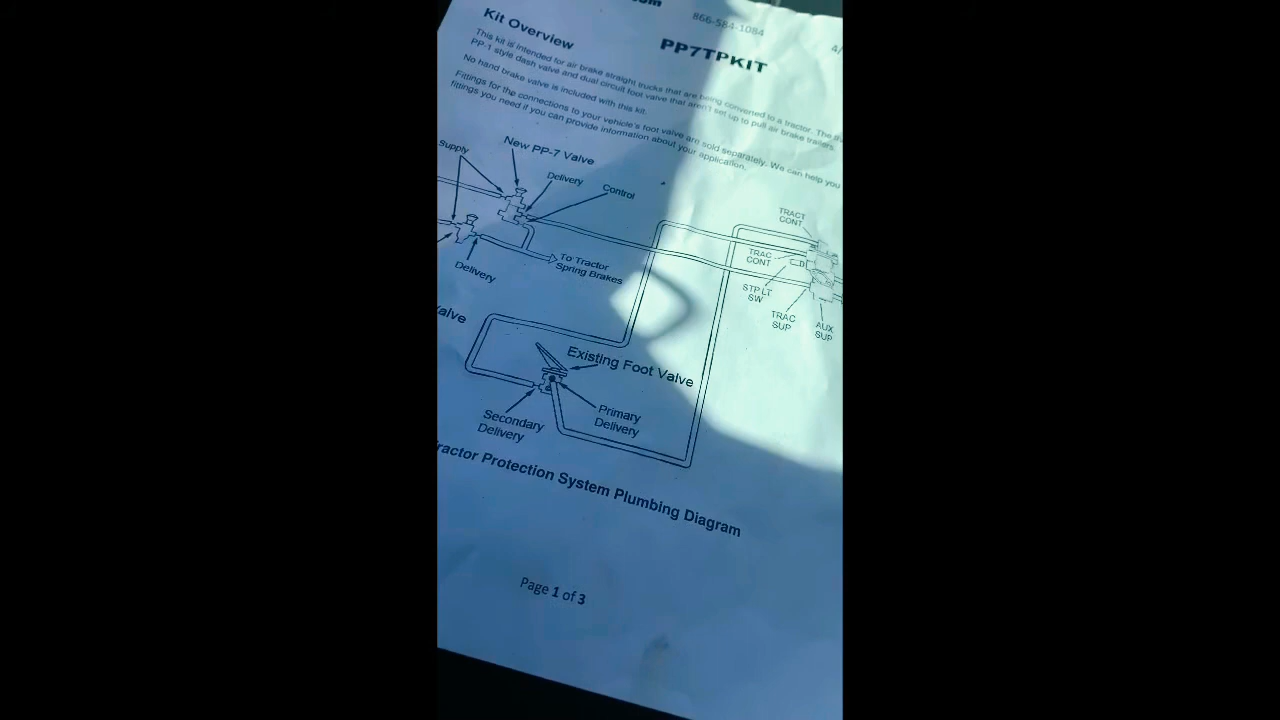 866-584-1084
4/
PP7TPKIT
Kit Overview
This kit is intended for air brake straight trucks that are being converted to a tractor. The
PP-1 style dash valve and dual circuit foot valve that aren't set up to pull air brake trailers.
No hand brake valve is included with this kit.
Fittings for the connections to your vehicle's foot valve are sold separately. We can help you
fittings you need if you can provide information about your application.
Supply
New PP-7 Valve
Delivery
Control
TRACT
CONT
TRAC
CONT
To Tractor
Spring Brakes
Delivery
STP LT
SW
TRAC
SUP
AUX
SUP
alve
Existing Foot Valve
Primary
Delivery
Secondary
Delivery
ractor Protection System Plumbing Diagram
Page 1 of 3